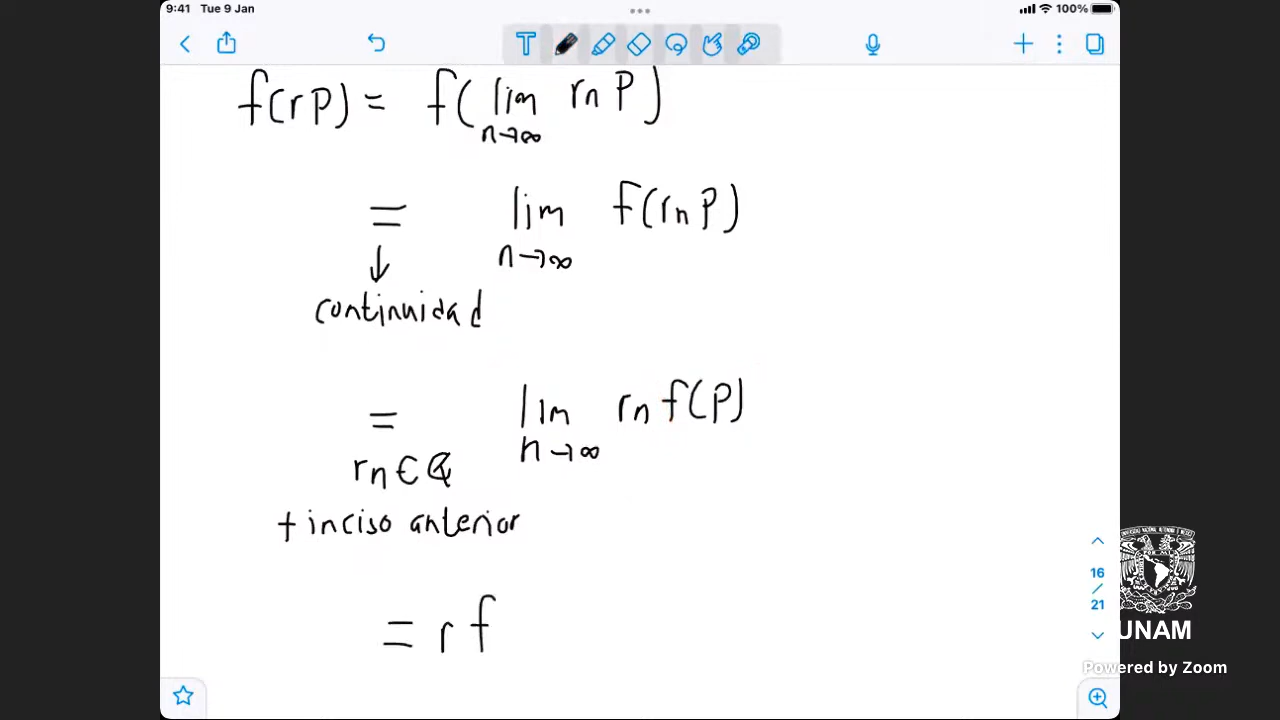 9:41 Tue 9 Jan
100%
f(rP) = f( lim rn P)
n→∞
= lim f(rn P)
n→∞
↓
continuidad
= lim rn f(P)
n→∞
rn ∈ Q
+ inciso anterior
= r f
16
/
21
UNAM
Powered by Zoom